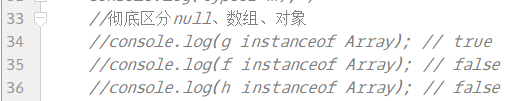 33 //彻底区分null、数组、对象
34 //console.log(g instanceof Array); // true
35 //console.log(f instanceof Array); // false
36 //console.log(h instanceof Array); // false